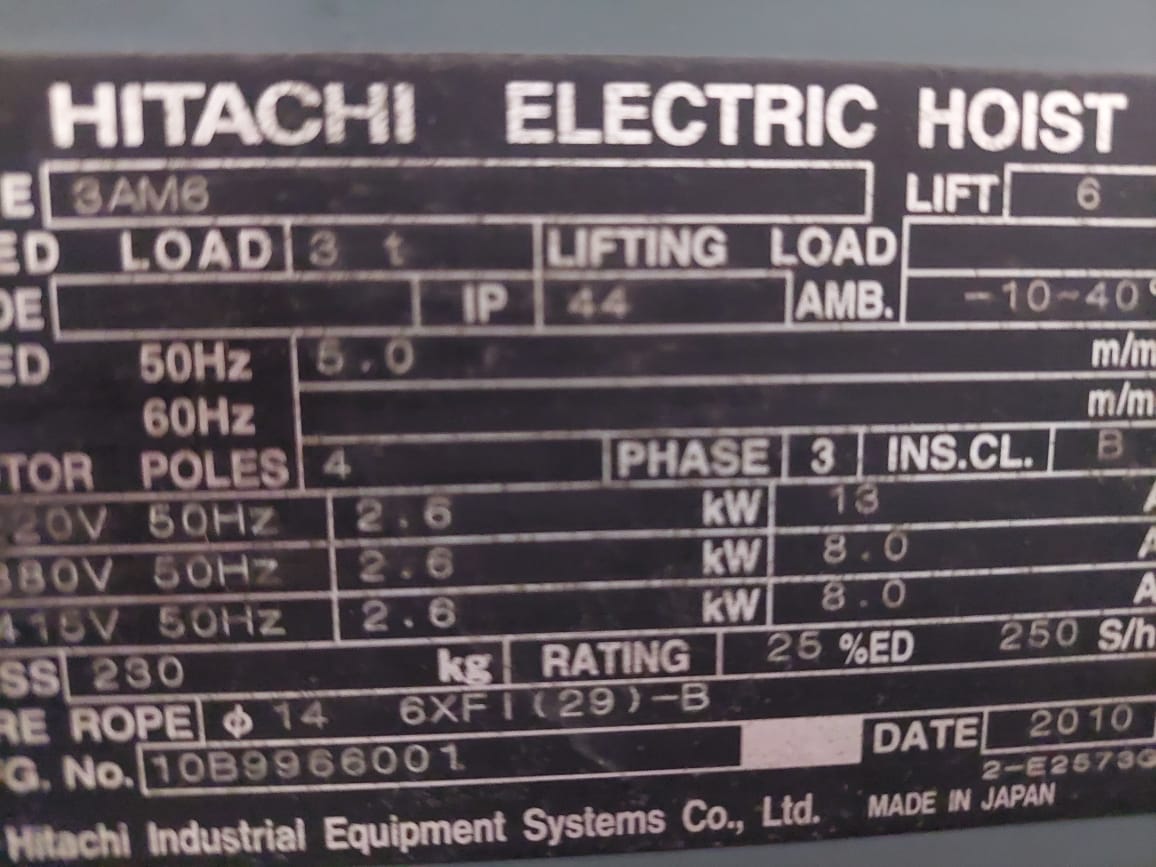 HITACHI ELECTRIC HOIST
E 3AM6 LIFT 6
ED LOAD 3 t LIFTING LOAD
DE IP 44 AMB. -10~40°
ED 50Hz 5.0 m/m
60Hz m/m
TOR POLES 4 PHASE 3 INS.CL. B
20V 50Hz 2.6 kW 13 A
380V 50Hz 2.6 kW 8.0 A
415V 50Hz 2.6 kW 8.0 A
SS 230 kg RATING 25 %ED 250 S/h
RE ROPE φ 14 6XFI(29)-B
G. No. 10B9966001 DATE 2010
2-E2573G
Hitachi Industrial Equipment Systems Co., Ltd. MADE IN JAPAN